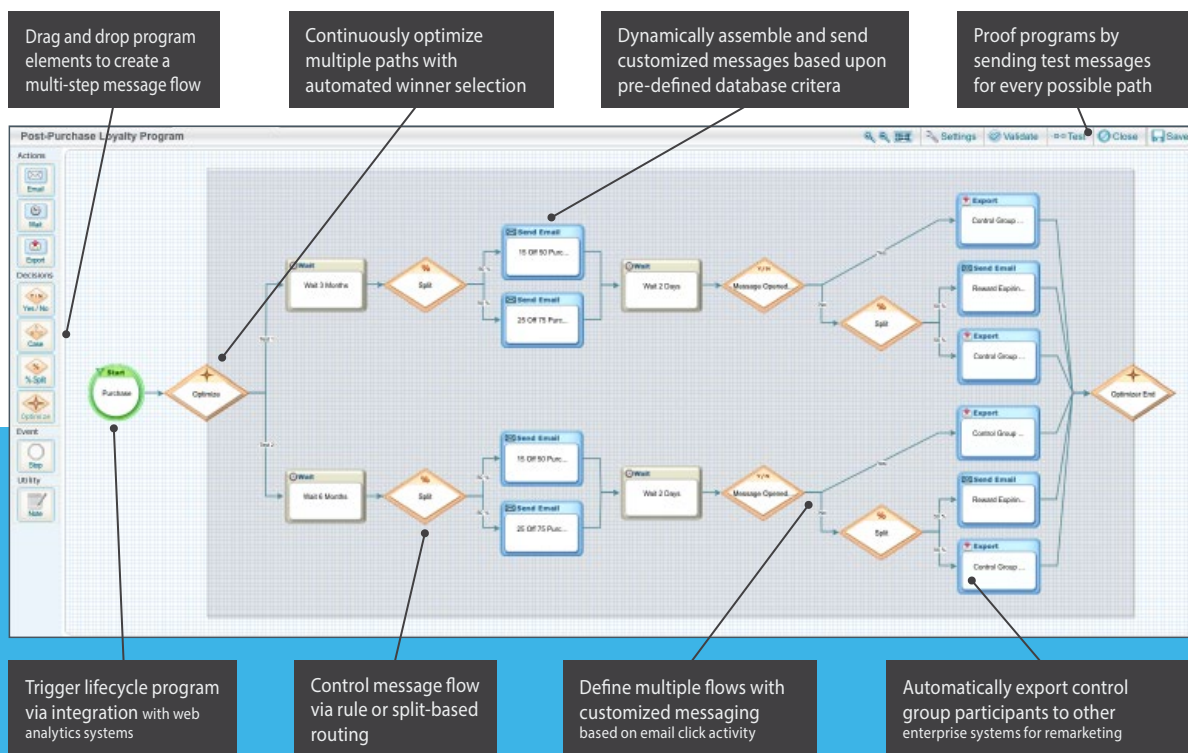 Drag and drop program
elements to create a
multi-step message flow
Continuously optimize
multiple paths with
automated winner selection
Dynamically assemble and send
customized messages based upon
pre-defined database critera
Proof programs by
sending test messages
for every possible path
Post-Purchase Loyalty Program
Settings
Validate
Test
Close
Save
Actions
Email
Wait
Export
Decisions
Y/N
Yes / No
Case
%
% Split
Optimize
Event
Step
Utility
Note
Start
Purchase
Optimize
Wait
Wait 3 Months
%
Split
Send Email
15 Off 50 Purc...
Send Email
25 Off 75 Purc...
Wait
Wait 2 Days
Y/N
Message Opened...
Yes
No
%
Split
Export
Control Group ...
Send Email
Reward Expirin...
Export
Control Group ...
Optimizer End
Wait
Wait 6 Months
%
Split
Send Email
15 Off 50 Purc...
Send Email
25 Off 75 Purc...
Wait
Wait 2 Days
Y/N
Message Opened...
Yes
No
%
Split
Export
Control Group ...
Send Email
Reward Expirin...
Export
Control Group ...
Trigger lifecycle program
via integration with web
analytics systems
Control message flow
via rule or split-based
routing
Define multiple flows with
customized messaging
based on email click activity
Automatically export control
group participants to other
enterprise systems for remarketing